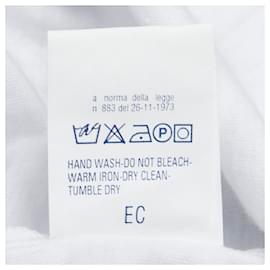 a norma della legge
n 883 del 26-11-1973
P
HAND WASH-DO NOT BLEACH-
WARM IRON-DRY CLEAN-
TUMBLE DRY
EC